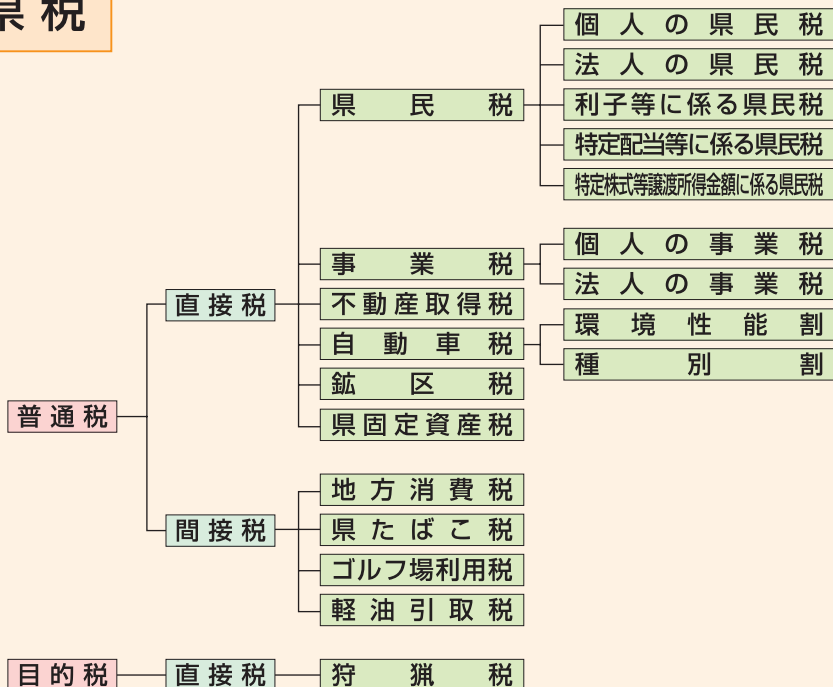 県税
普通税
直接税
県民税
個人の県民税
法人の県民税
利子等に係る県民税
特定配当等に係る県民税
特定株式等譲渡所得金額に係る県民税
事業税
個人の事業税
法人の事業税
不動産取得税
自動車税
環境性能割
種別割
鉱区税
県固定資産税
間接税
地方消費税
県たばこ税
ゴルフ場利用税
軽油引取税
目的税
直接税
狩猟税